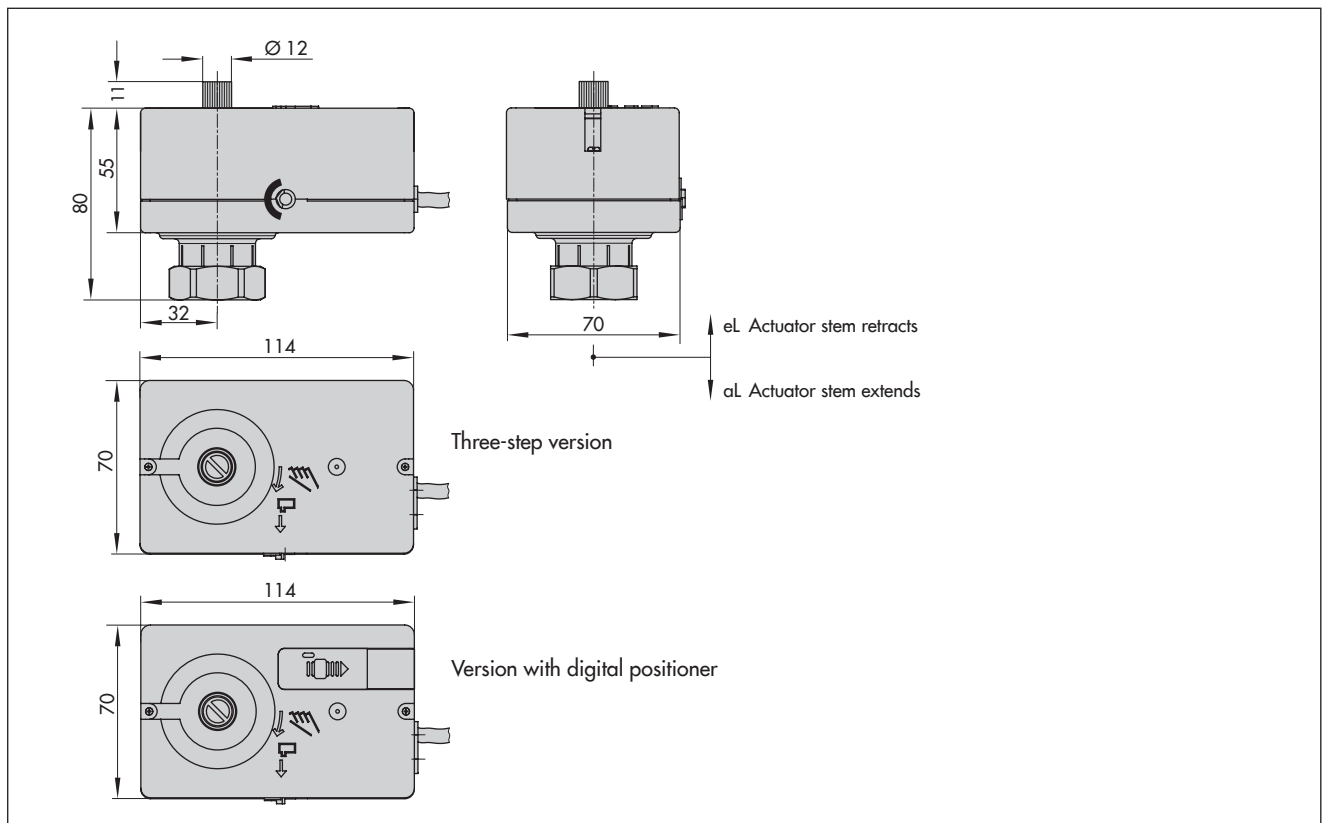 Ø 12
11
55
80
32
70
eL Actuator stem retracts
aL Actuator stem extends
114
70
Three-step version
114
70
Version with digital positioner